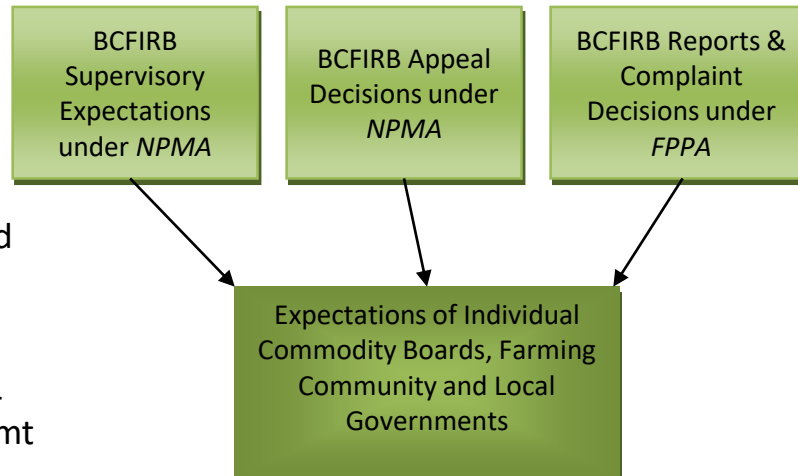 BCFIRB
Supervisory
Expectations
under NPMA
BCFIRB Appeal
Decisions under
NPMA
BCFIRB Reports &
Complaint
Decisions under
FPPA
d
mt
Expectations of Individual
Commodity Boards, Farming
Community and Local
Governments